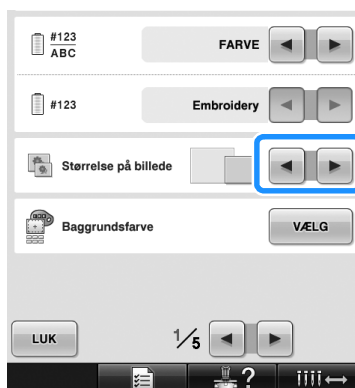 #123
ABC
FARVE
#123
Embroidery
Størrelse på billede
Baggrundsfarve
VÆLG
LUK
1/5
?